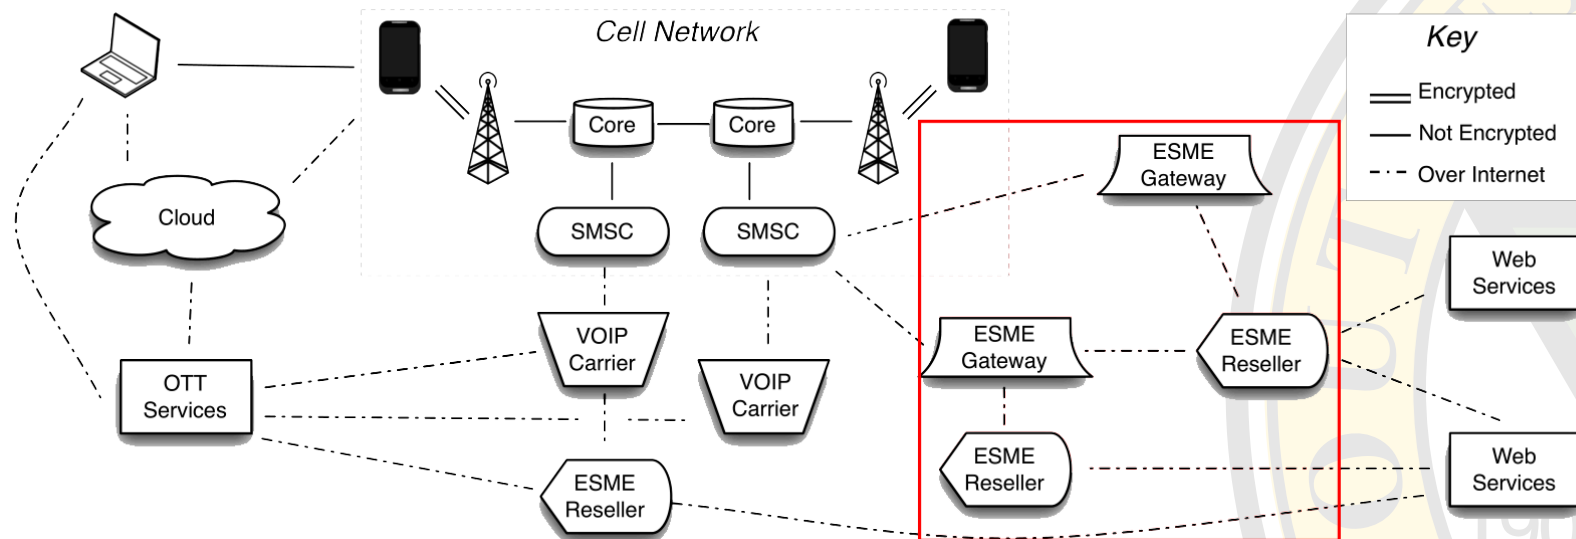 Cell Network
Key
Encrypted
Not Encrypted
Over Internet
Core
Core
ESME
Gateway
Cloud
SMSC
SMSC
Web
Services
VOIP
Carrier
ESME
Gateway
ESME
Reseller
OTT
Services
VOIP
Carrier
ESME
Reseller
ESME
Reseller
Web
Services